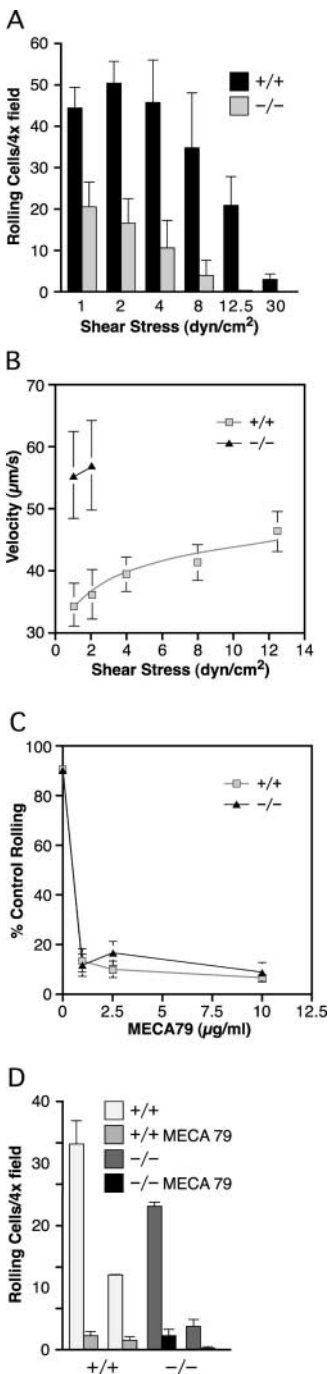 A
Rolling Cells/4x field
60
50
40
30
20
10
0
+/+
−/−
1 2 4 8 12.5 30
Shear Stress (dyn/cm²)
B
Velocity (µm/s)
70
60
50
40
30
+/+
−/−
0 2 4 6 8 10 12 14
Shear Stress (dyn/cm²)
C
% Control Rolling
100
80
60
40
20
0
+/+
−/−
0 2.5 5 7.5 10 12.5
MECA79 (µg/ml)
D
Rolling Cells/4x field
40
30
20
10
0
+/+
+/+ MECA 79
−/−
−/− MECA 79
+/+ −/−